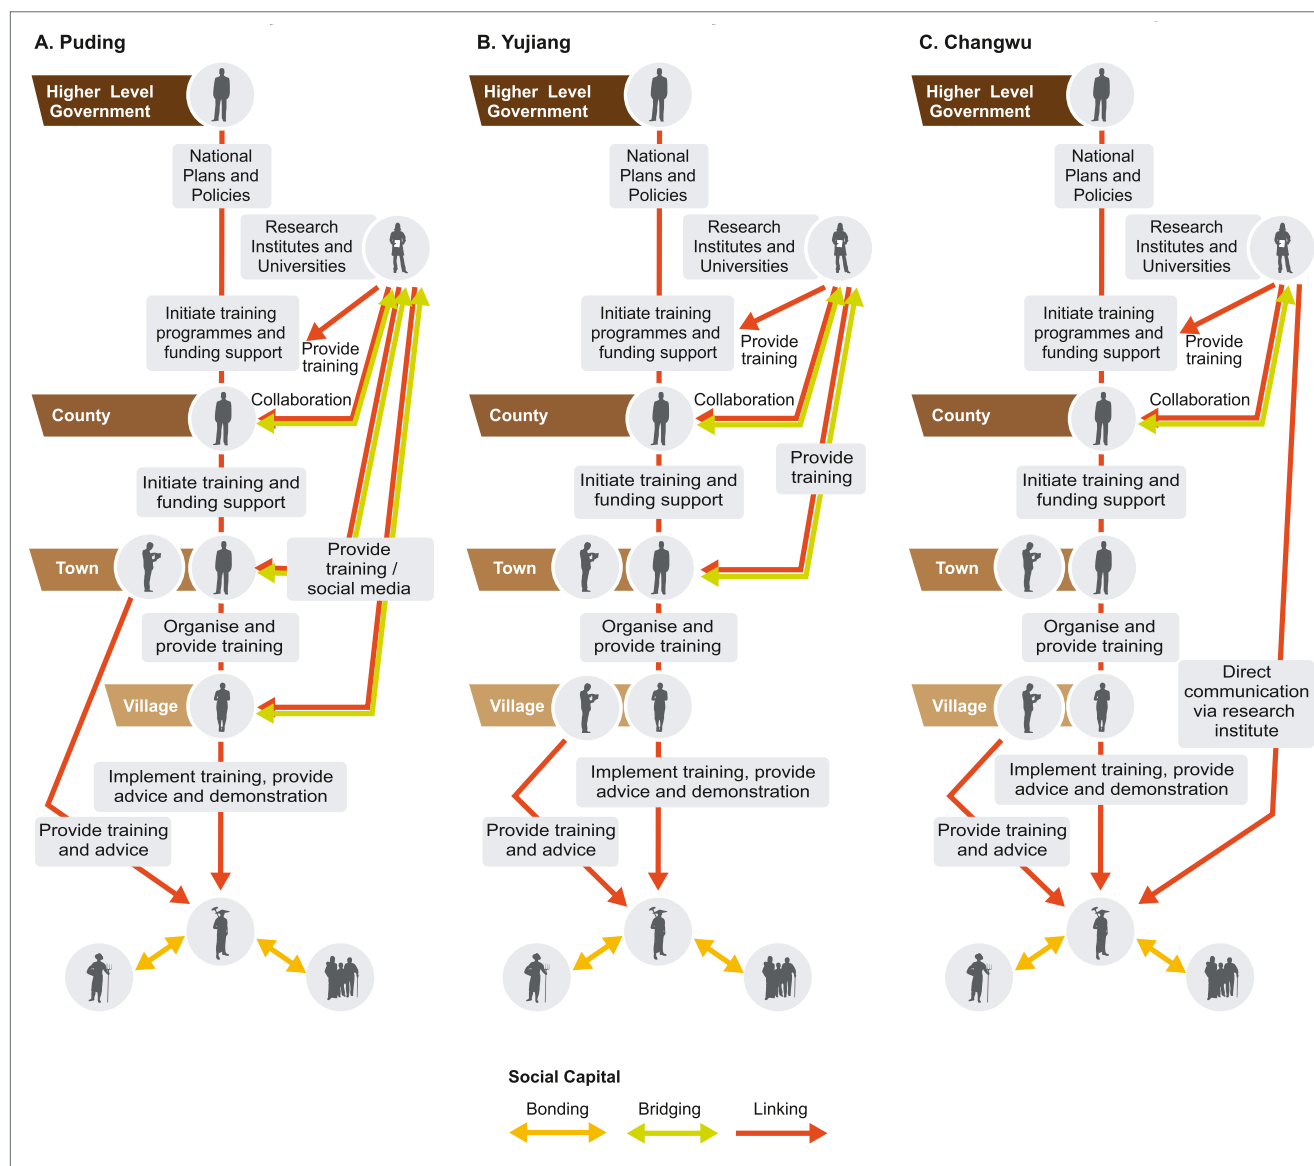 A. Puding
Higher Level
Government
National
Plans and
Policies
Research
Institutes and
Universities
Initiate training
programmes and
funding support
Provide
training
Collaboration
County
Initiate training and
funding support
Town
Provide
training /
social media
Organise and
provide training
Village
Implement training, provide
advice and demonstration
Provide training
and advice
B. Yujiang
Higher Level
Government
National
Plans and
Policies
Research
Institutes and
Universities
Initiate training
programmes and
funding support
Provide
training
Collaboration
County
Provide
training
Initiate training and
funding support
Town
Organise and
provide training
Village
Implement training, provide
advice and demonstration
Provide training
and advice
C. Changwu
Higher Level
Government
National
Plans and
Policies
Research
Institutes and
Universities
Initiate training
programmes and
funding support
Provide
training
Collaboration
County
Initiate training and
funding support
Town
Organise and
provide training
Direct
communication
via research
institute
Village
Implement training, provide
advice and demonstration
Provide training
and advice
Social Capital
Bonding
Bridging
Linking